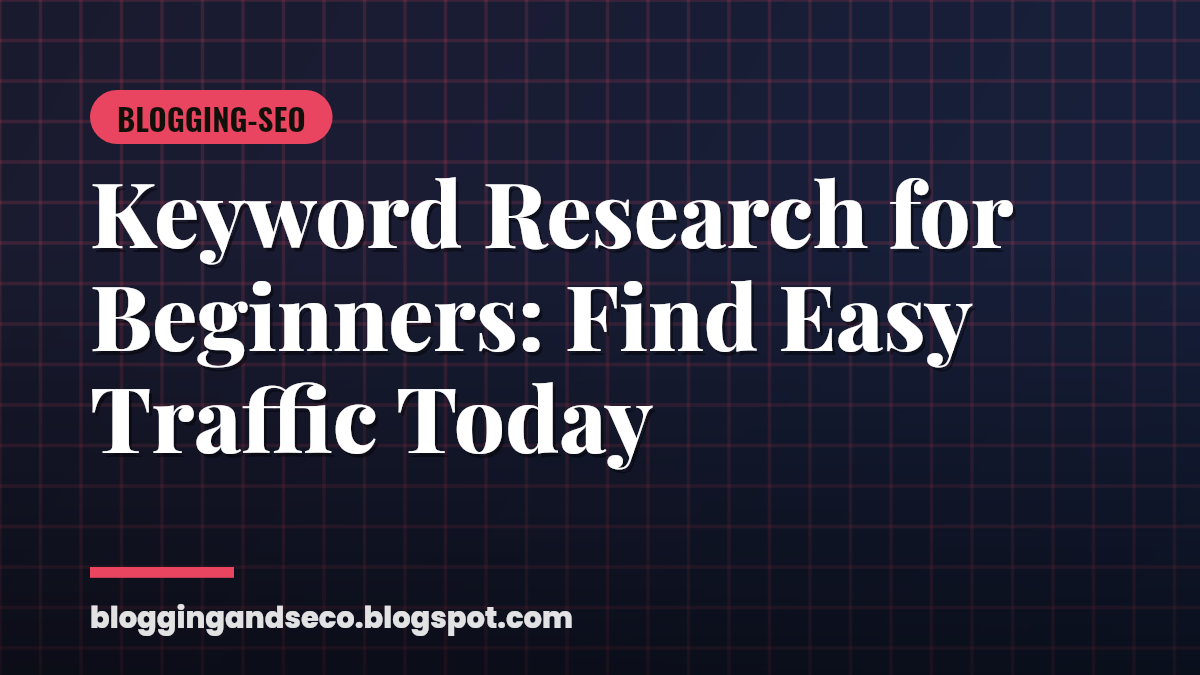 BLOGGING-SEO
Keyword Research for
Beginners: Find Easy
Traffic Today
bloggingandseco.blogspot.com